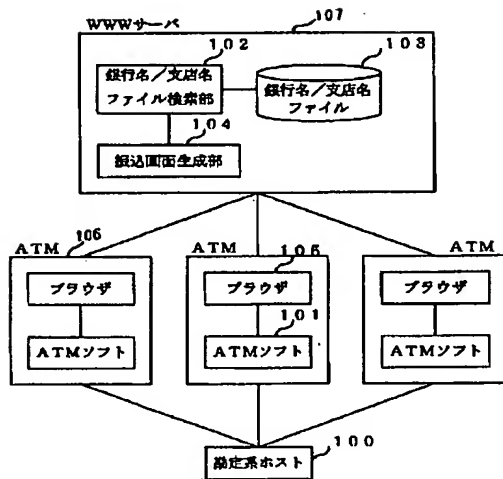 WWWサーバ
107
102
103
銀行名/支店名
ファイル検索部
銀行名/支店名
ファイル
104
振込画面生成部
ATM
106
ATM
ATM
ブラウザ
105
ブラウザ
ブラウザ
ATMソフト
101
ATMソフト
ATMソフト
勘定系ホスト
100